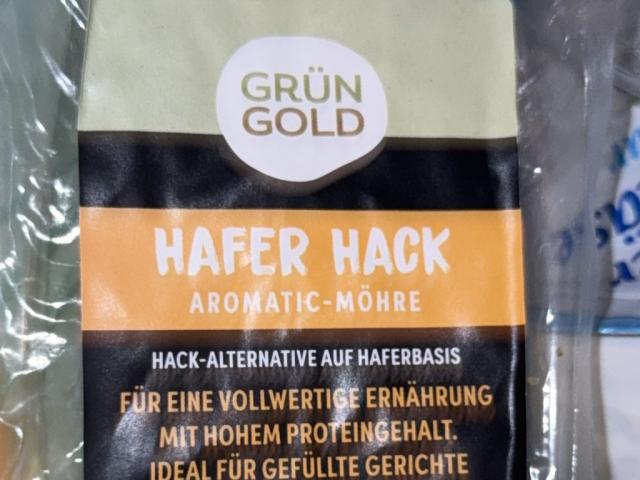 GRÜN
GOLD
HAFER HACK
AROMATIC-MÖHRE
HACK-ALTERNATIVE AUF HAFERBASIS
FÜR EINE VOLLWERTIGE ERNÄHRUNG
MIT HOHEM PROTEINGEHALT.
IDEAL FÜR GEFÜLLTE GERICHTE